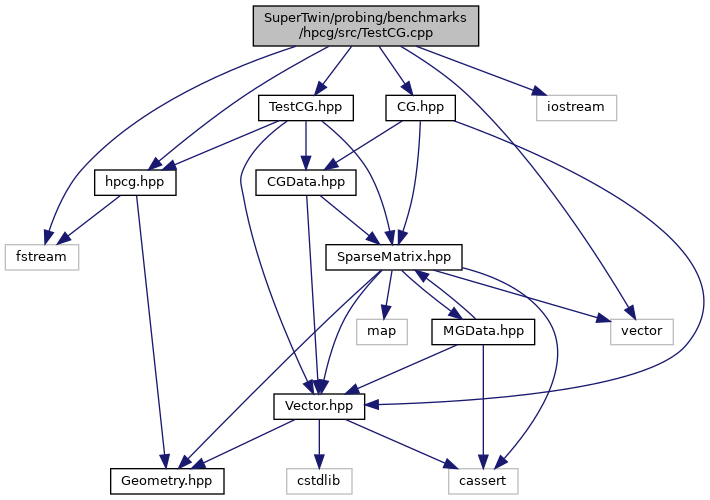 SuperTwin/probing/benchmarks
/hpcg/src/TestCG.cpp
TestCG.hpp
CG.hpp
iostream
hpcg.hpp
CGData.hpp
fstream
SparseMatrix.hpp
map
MGData.hpp
vector
Vector.hpp
Geometry.hpp
cstdlib
cassert